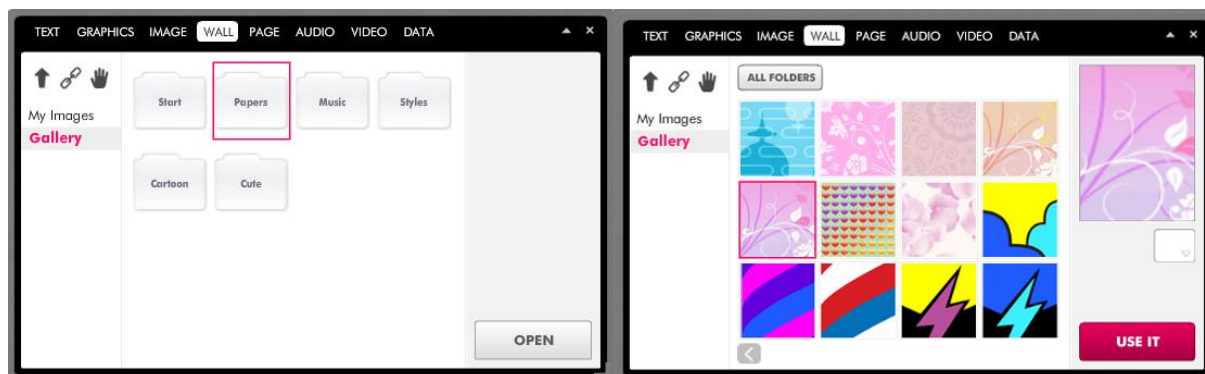 TEXT GRAPHICS IMAGE WALL PAGE AUDIO VIDEO DATA
My Images
Gallery
Start Papers Music Styles
Cartoon Cute
OPEN
TEXT GRAPHICS IMAGE WALL PAGE AUDIO VIDEO DATA
My Images
Gallery
ALL FOLDERS
USE IT